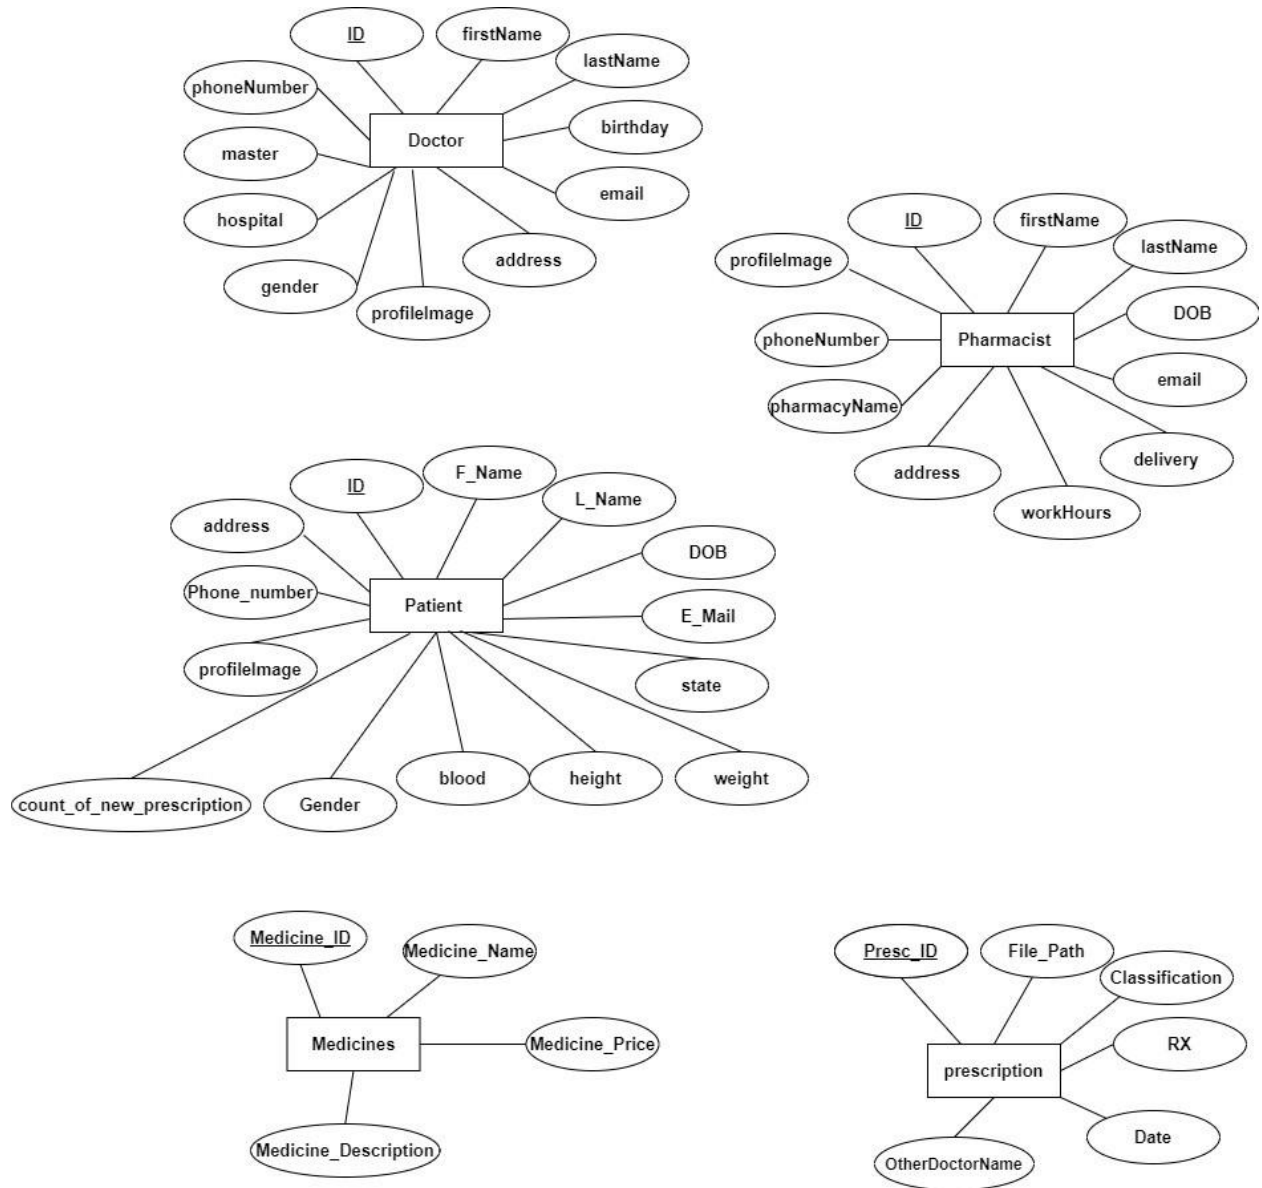 ID
firstName
lastName
phoneNumber
birthday
Doctor
master
email
hospital
address
gender
profileImage
ID
firstName
lastName
profileImage
DOB
phoneNumber
Pharmacist
email
pharmacyName
delivery
address
workHours
ID
F_Name
L_Name
address
DOB
Phone_number
Patient
E_Mail
profileImage
state
blood
height
weight
count_of_new_prescription
Gender
Medicine_ID
Medicine_Name
Medicines
Medicine_Price
Medicine_Description
Presc_ID
File_Path
Classification
RX
prescription
Date
OtherDoctorName